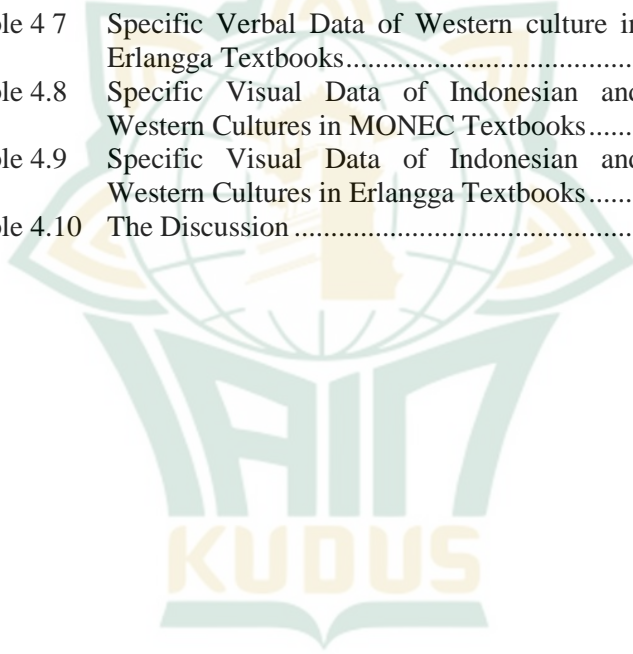 ble 4 7 Specific Verbal Data of Western culture in
Erlangga Textbooks......................................
ble 4.8 Specific Visual Data of Indonesian and
Western Cultures in MONEC Textbooks.......
ble 4.9 Specific Visual Data of Indonesian and
Western Cultures in Erlangga Textbooks.......
ble 4.10 The Discussion ..............................................
IAIN
KUDUS